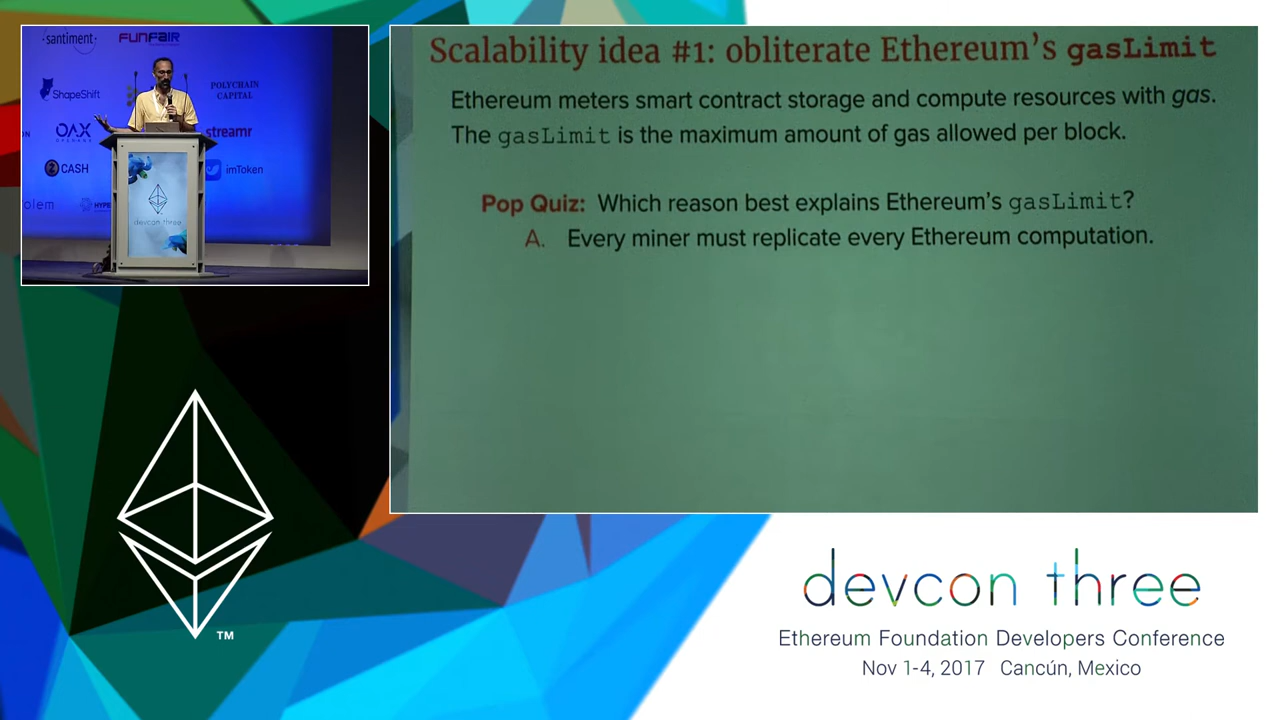 santiment
FUNFAIR
ShapeShift
POLYCHAIN
CAPITAL
OAX
streamr
CASH
imToken
devcon three
Scalability idea #1: obliterate Ethereum's gasLimit
Ethereum meters smart contract storage and compute resources with gas.
The gasLimit is the maximum amount of gas allowed per block.
Pop Quiz: Which reason best explains Ethereum's gasLimit?
A. Every miner must replicate every Ethereum computation.
TM
devcon three
Ethereum Foundation Developers Conference
Nov 1-4, 2017 Cancún, Mexico